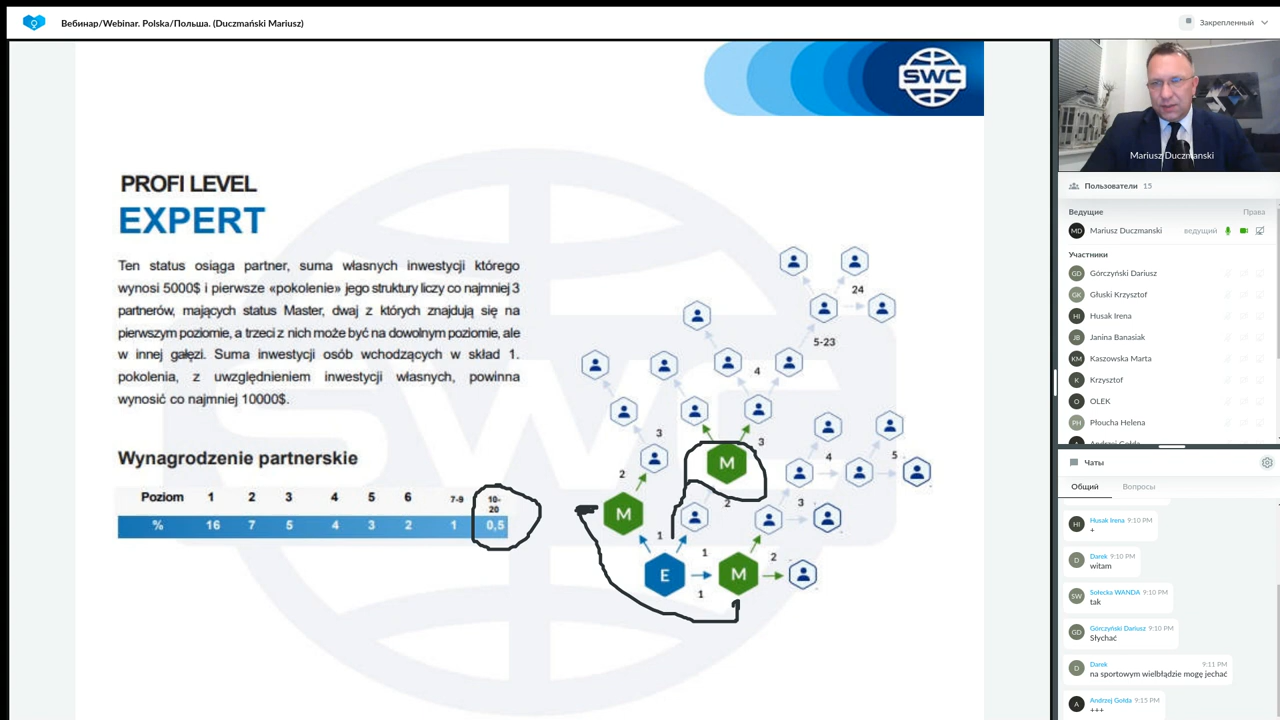 Вебинар/Webinar. Polska/Польша. (Duczmański Mariusz)
Закрепленный
SWC
PROFI LEVEL
EXPERT
Ten status osiąga partner, suma własnych inwestycji którego
wynosi 5000$ i pierwsze «pokolenie» jego struktury liczy co najmniej 3
partnerów, mających status Master, dwaj z których znajdują się na
pierwszym poziomie, a trzeci z nich może być na dowolnym poziomie, ale
w innej gałęzi. Suma inwestycji osób wchodzących w skład 1.
pokolenia, z uwzględnieniem inwestycji własnych, powinna
wynosić co najmniej 10000$.
Wynagrodzenie partnerskie
Poziom 1 2 3 4 5 6 7-9 10-20
% 16 7 5 4 3 2 1 0,5
24
5-23
4
3
3
2
M
5
4
M
2
3
1
1
E
M
2
1
Mariusz Duczmanski
Пользователи 15
Ведущие Права
MD Mariusz Duczmanski ведущий
Участники
GD Górczyński Dariusz
GK Głuski Krzysztof
HI Husak Irena
JB Janina Banasiak
KM Kaszowska Marta
K Krzysztof
O OLEK
PH Płoucha Helena
A Andrzej Gołda
Чаты
Общий Вопросы
HI Husak Irena 9:10 PM
+
D Darek 9:10 PM
witam
SW Sołecka WANDA 9:10 PM
tak
GD Górczyński Dariusz 9:10 PM
Słychać
D Darek 9:11 PM
na sportowym wielbłądzie mogę jechać
A Andrzej Gołda 9:15 PM
+++